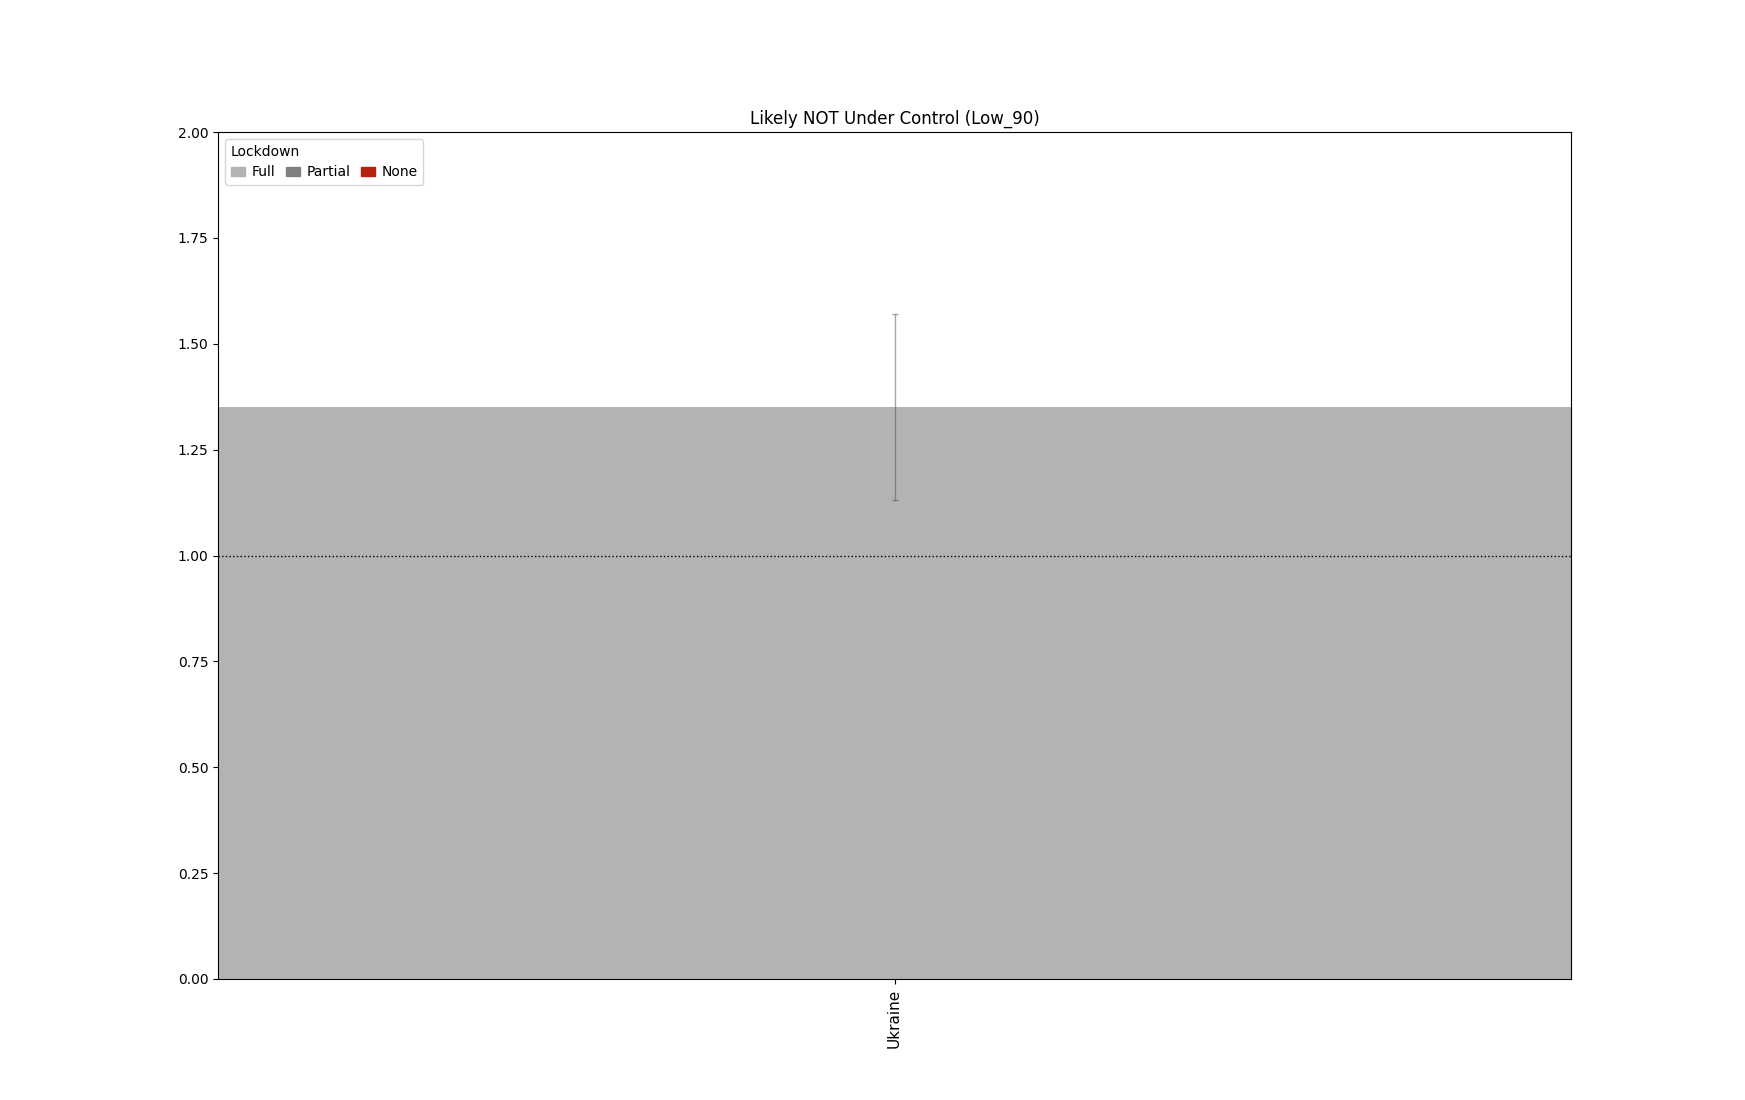 Likely NOT Under Control (Low_90)
2.00
Lockdown
Full Partial None
1.75
1.50
1.25
1.00
0.75
0.50
0.25
0.00
Ukraine